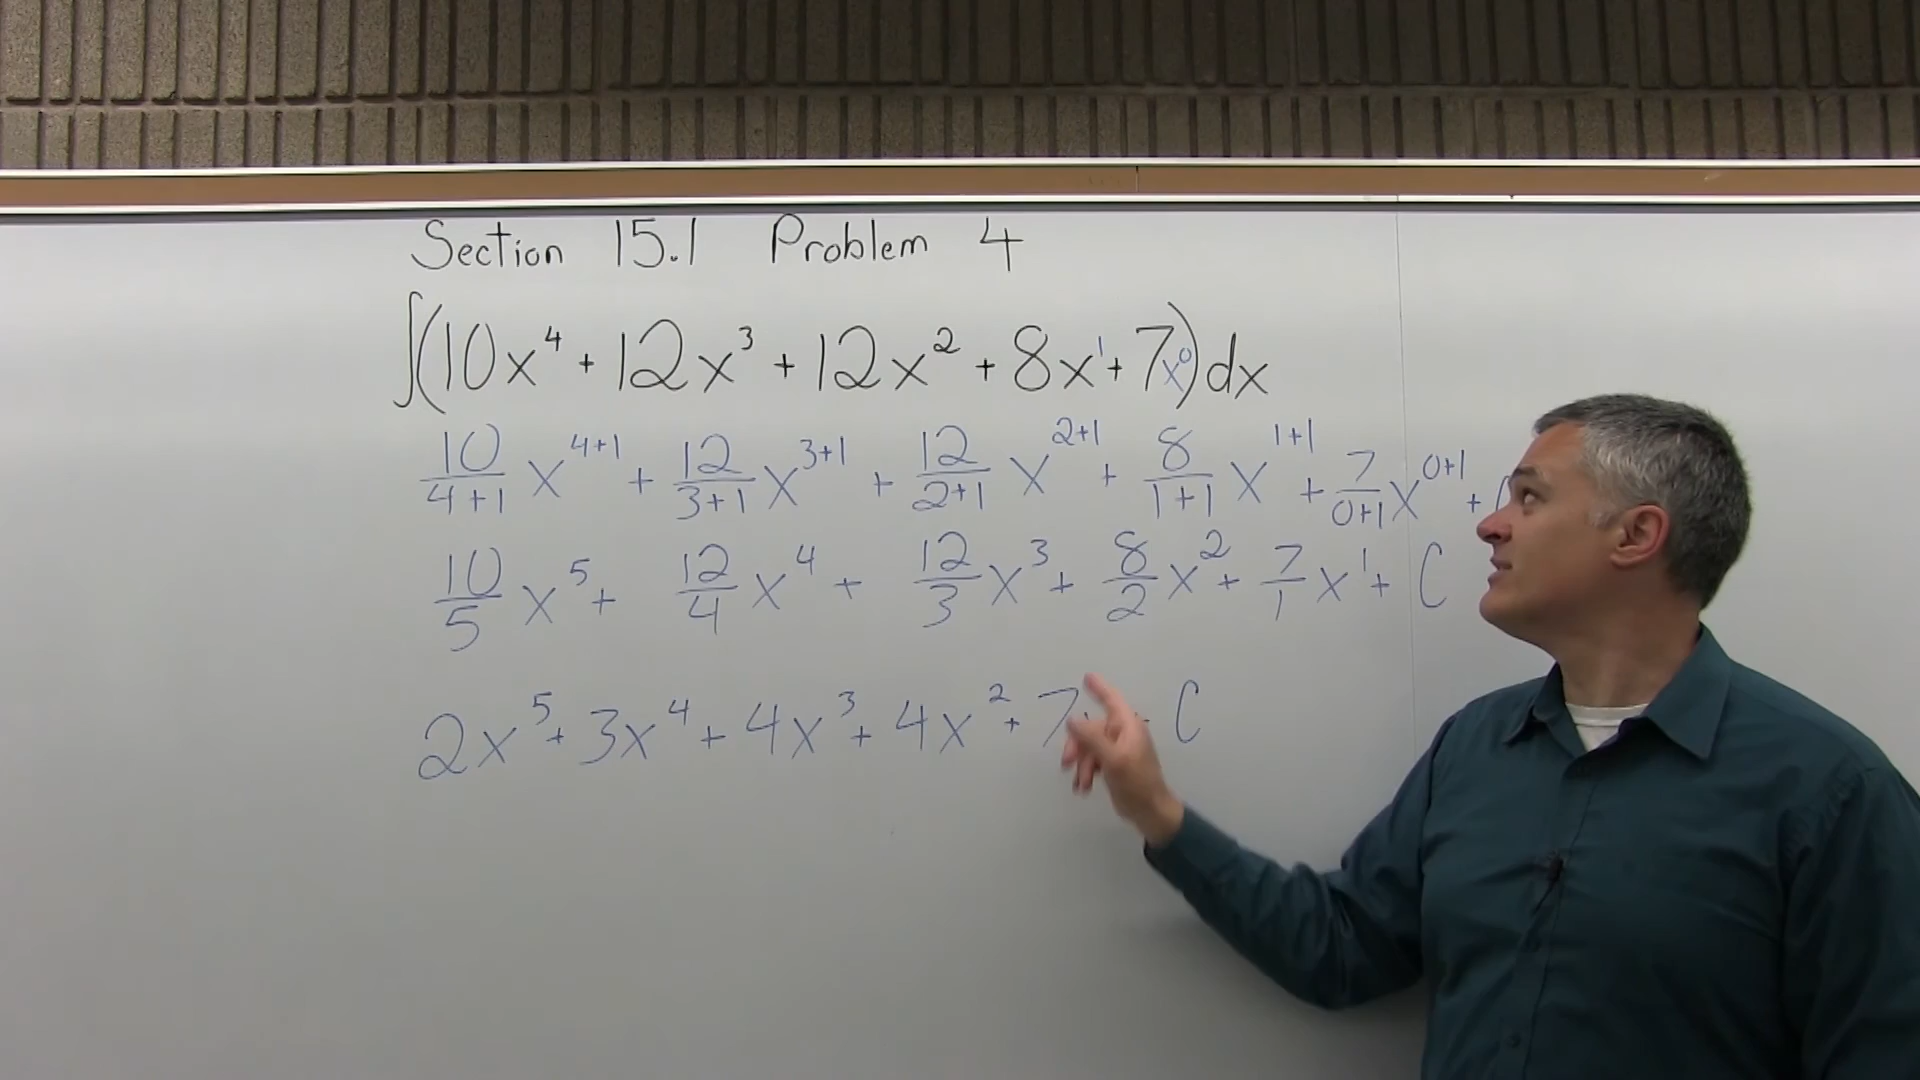 Section 15.1 Problem 4
∫(10x⁴ + 12x³ + 12x² + 8x¹ + 7x⁰)dx
10/(4+1) x^(4+1) + 12/(3+1) x^(3+1) + 12/(2+1) x^(2+1) + 8/(1+1) x^(1+1) + 7/(0+1) x^(0+1) +
10/5 x⁵ + 12/4 x⁴ + 12/3 x³ + 8/2 x² + 7/1 x¹ + C
2x⁵ + 3x⁴ + 4x³ + 4x² + 7 C